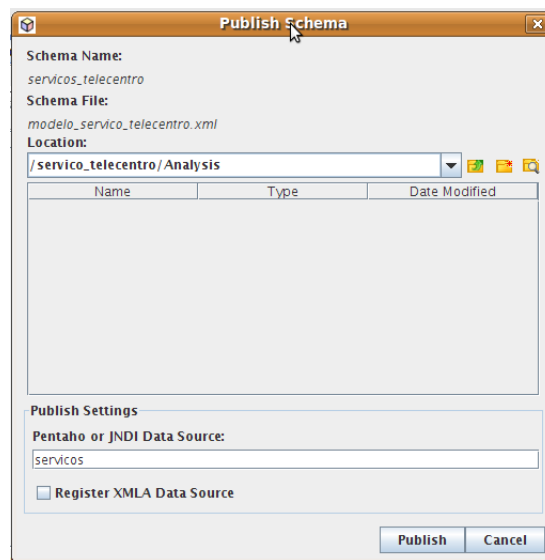 Publish Schema
Schema Name:
servicos_telecentro
Schema File:
modelo_servico_telecentro.xml
Location:
/servico_telecentro/Analysis
Name Type Date Modified
Publish Settings
Pentaho or JNDI Data Source:
servicos
Register XMLA Data Source
Publish Cancel